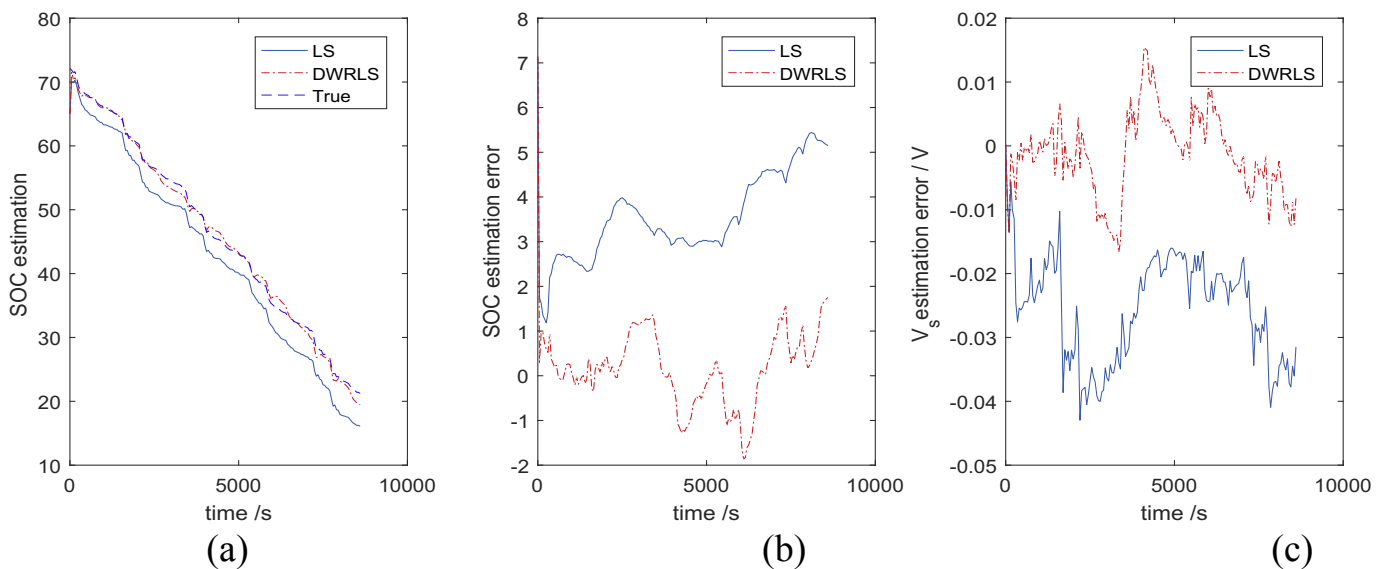 80
70
60
50
40
30
20
10
0
5000
10000
SOC estimation
time /s
LS
DWRLS
True
(a)
8
7
6
5
4
3
2
1
0
-1
-2
0
5000
10000
SOC estimation error
time /s
LS
DWRLS
(b)
0.02
0.01
0
-0.01
-0.02
-0.03
-0.04
-0.05
0
5000
10000
V_s estimation error / V
time /s
LS
DWRLS
(c)